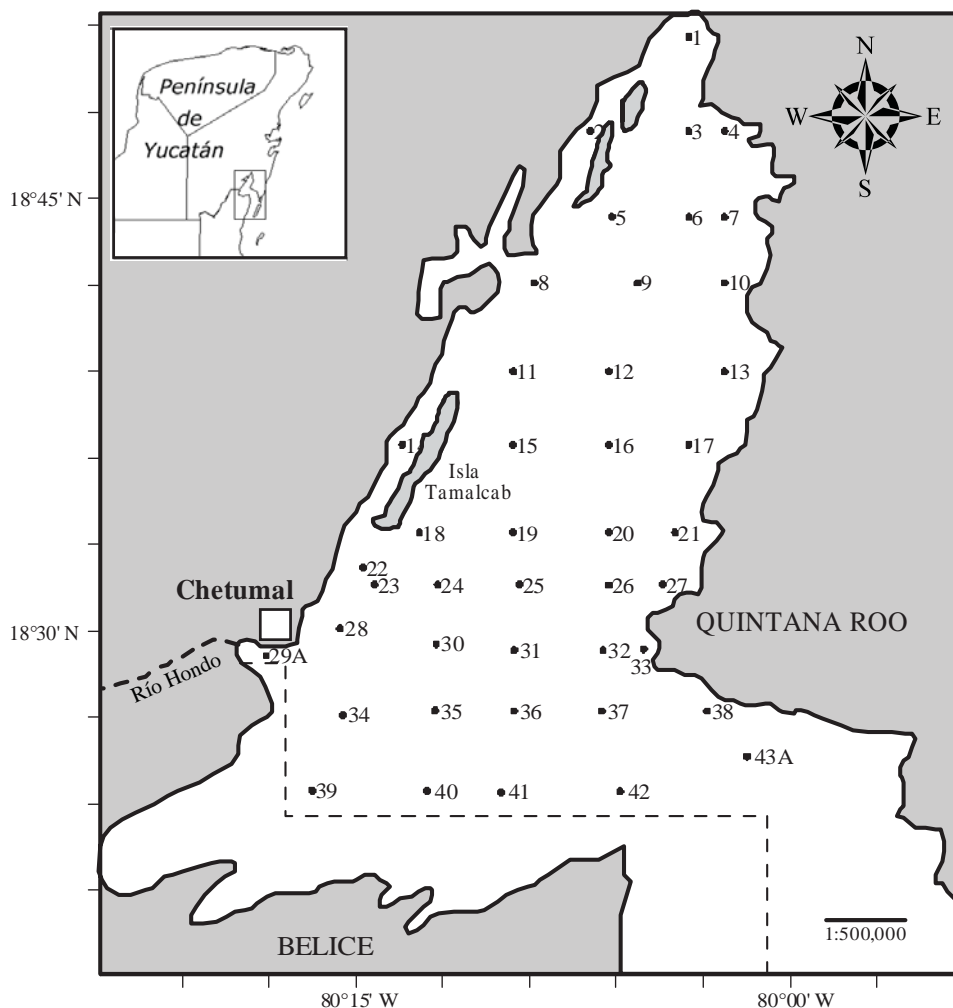 Península
de
Yucatán
N
W E
S
1
2 3 4
18°45' N
5 6 7
8 9 10
11 12 13
15 16 17
Isla
Tamalcab
18 19 20 21
22
23 24 25 26 27
Chetumal
28
18°30' N
QUINTANA ROO
29A 30 31 32
33
Río Hondo
34 35 36 37 38
43A
39 40 41 42
BELICE
1:500,000
80°15' W 80°00' W